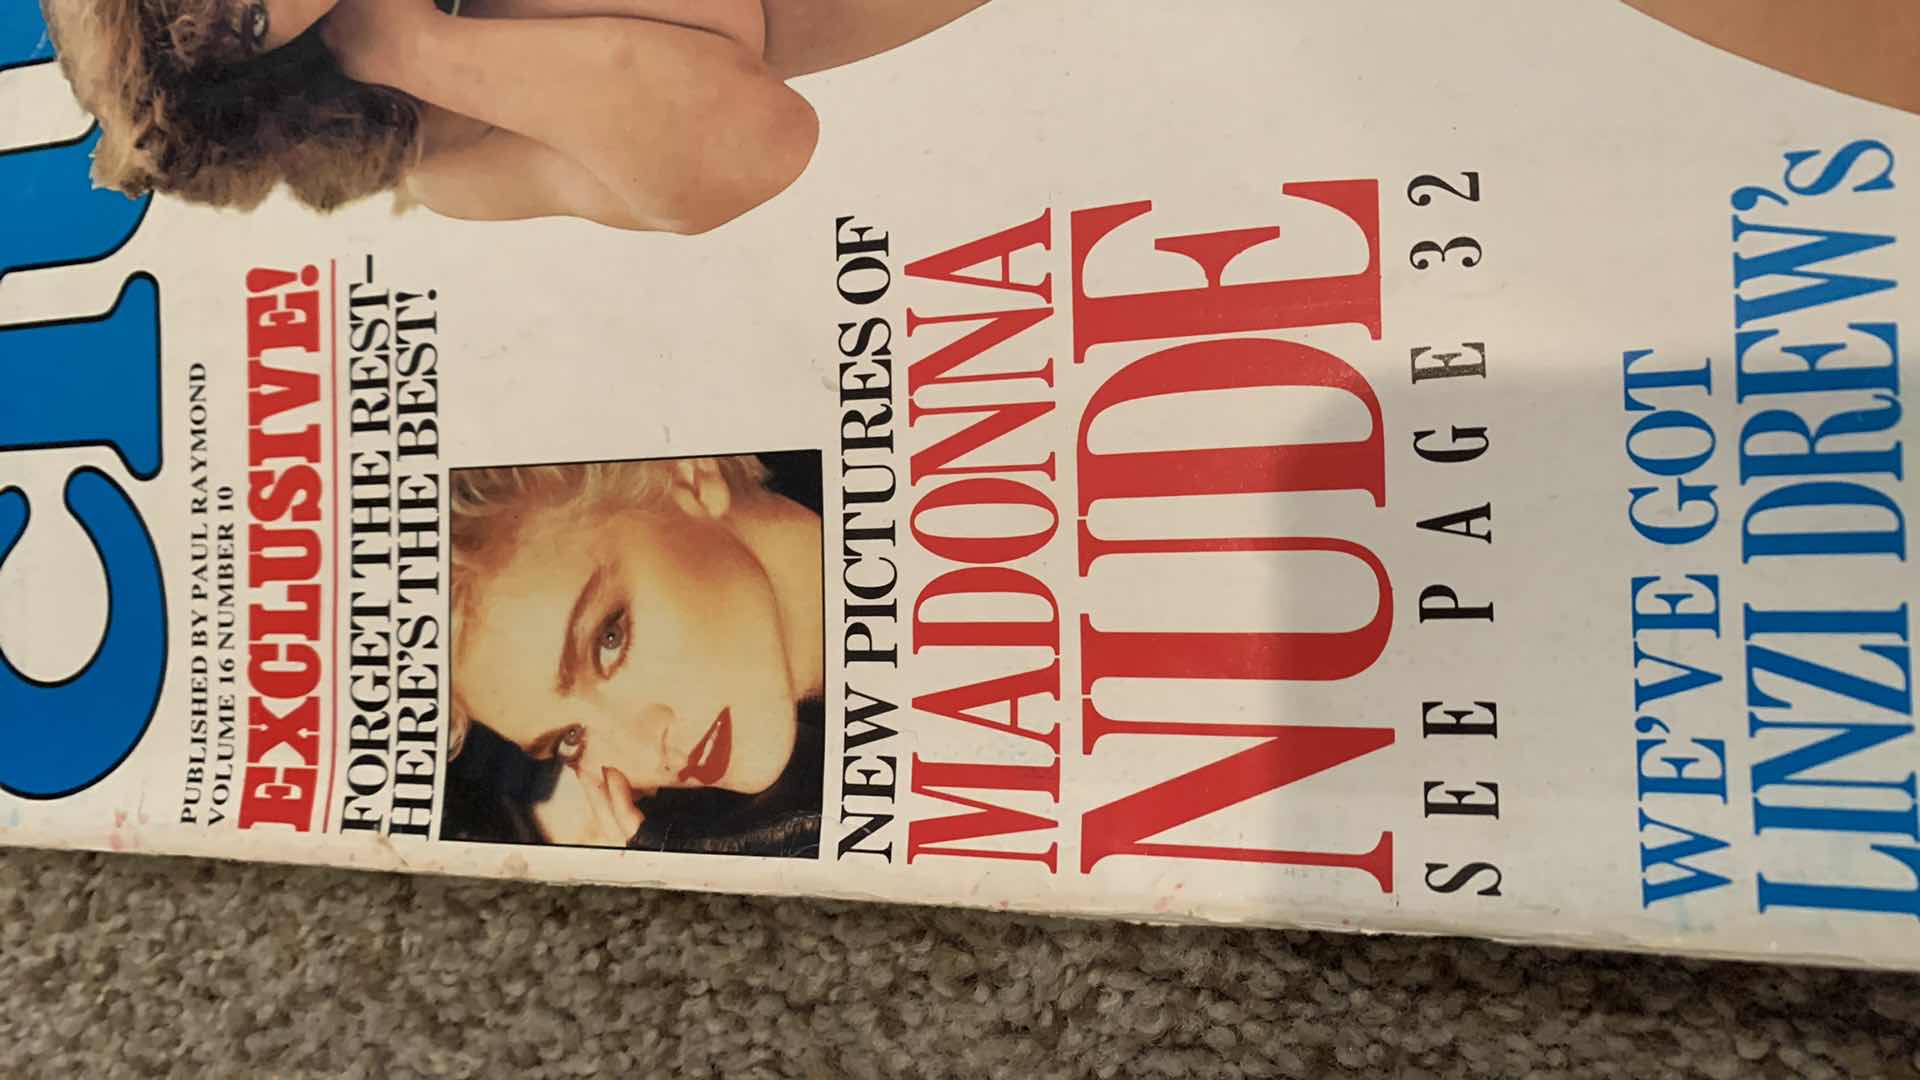 PUBLISHED BY PAUL RAYMOND
VOLUME 16 NUMBER 10
EXCLUSIVE!
FORGET THE REST–
HERE'S THE BEST!
NEW PICTURES OF
MADONNA
NUDE
SEE PAGE 32
WE'VE GOT
LINZI DREW'S